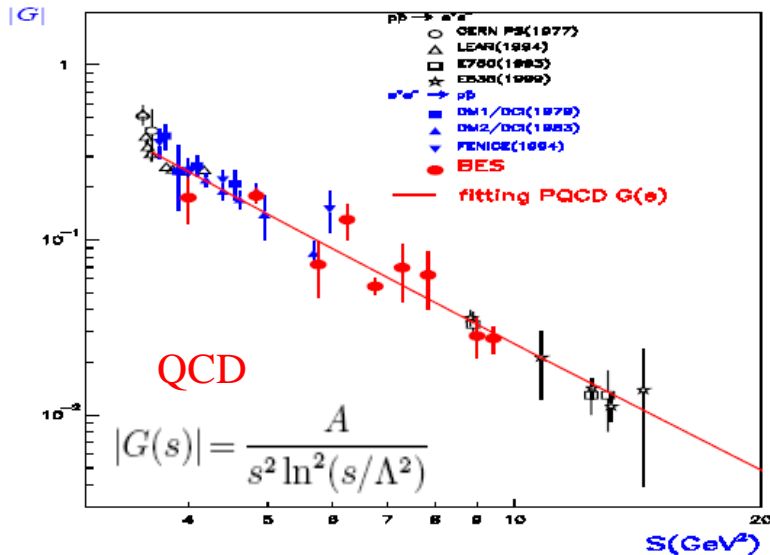 |G|
pp̄ → e⁺e⁻
CERN PS(1977)
LEAR(1994)
E760(1993)
E835(1999)
e⁺e⁻ → pp̄
DM1/DCI(1979)
DM2/DCI(1983)
FENICE(1994)
BES
fitting PQCD G(s)
1
10⁻¹
10⁻²
QCD
|G(s)| = A / (s² ln²(s/Λ²))
4 5 6 7 8 9 10 20
S(GeV²)